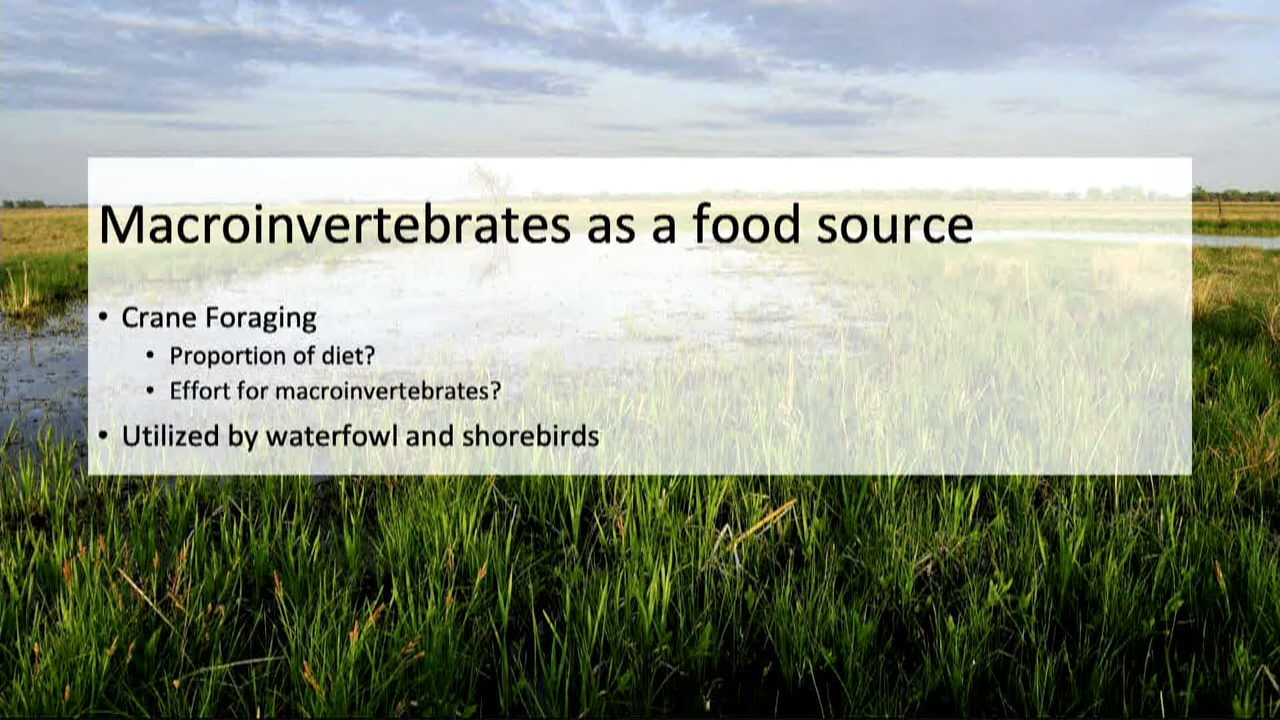 Macroinvertebrates as a food source
• Crane Foraging
• Proportion of diet?
• Effort for macroinvertebrates?
• Utilized by waterfowl and shorebirds